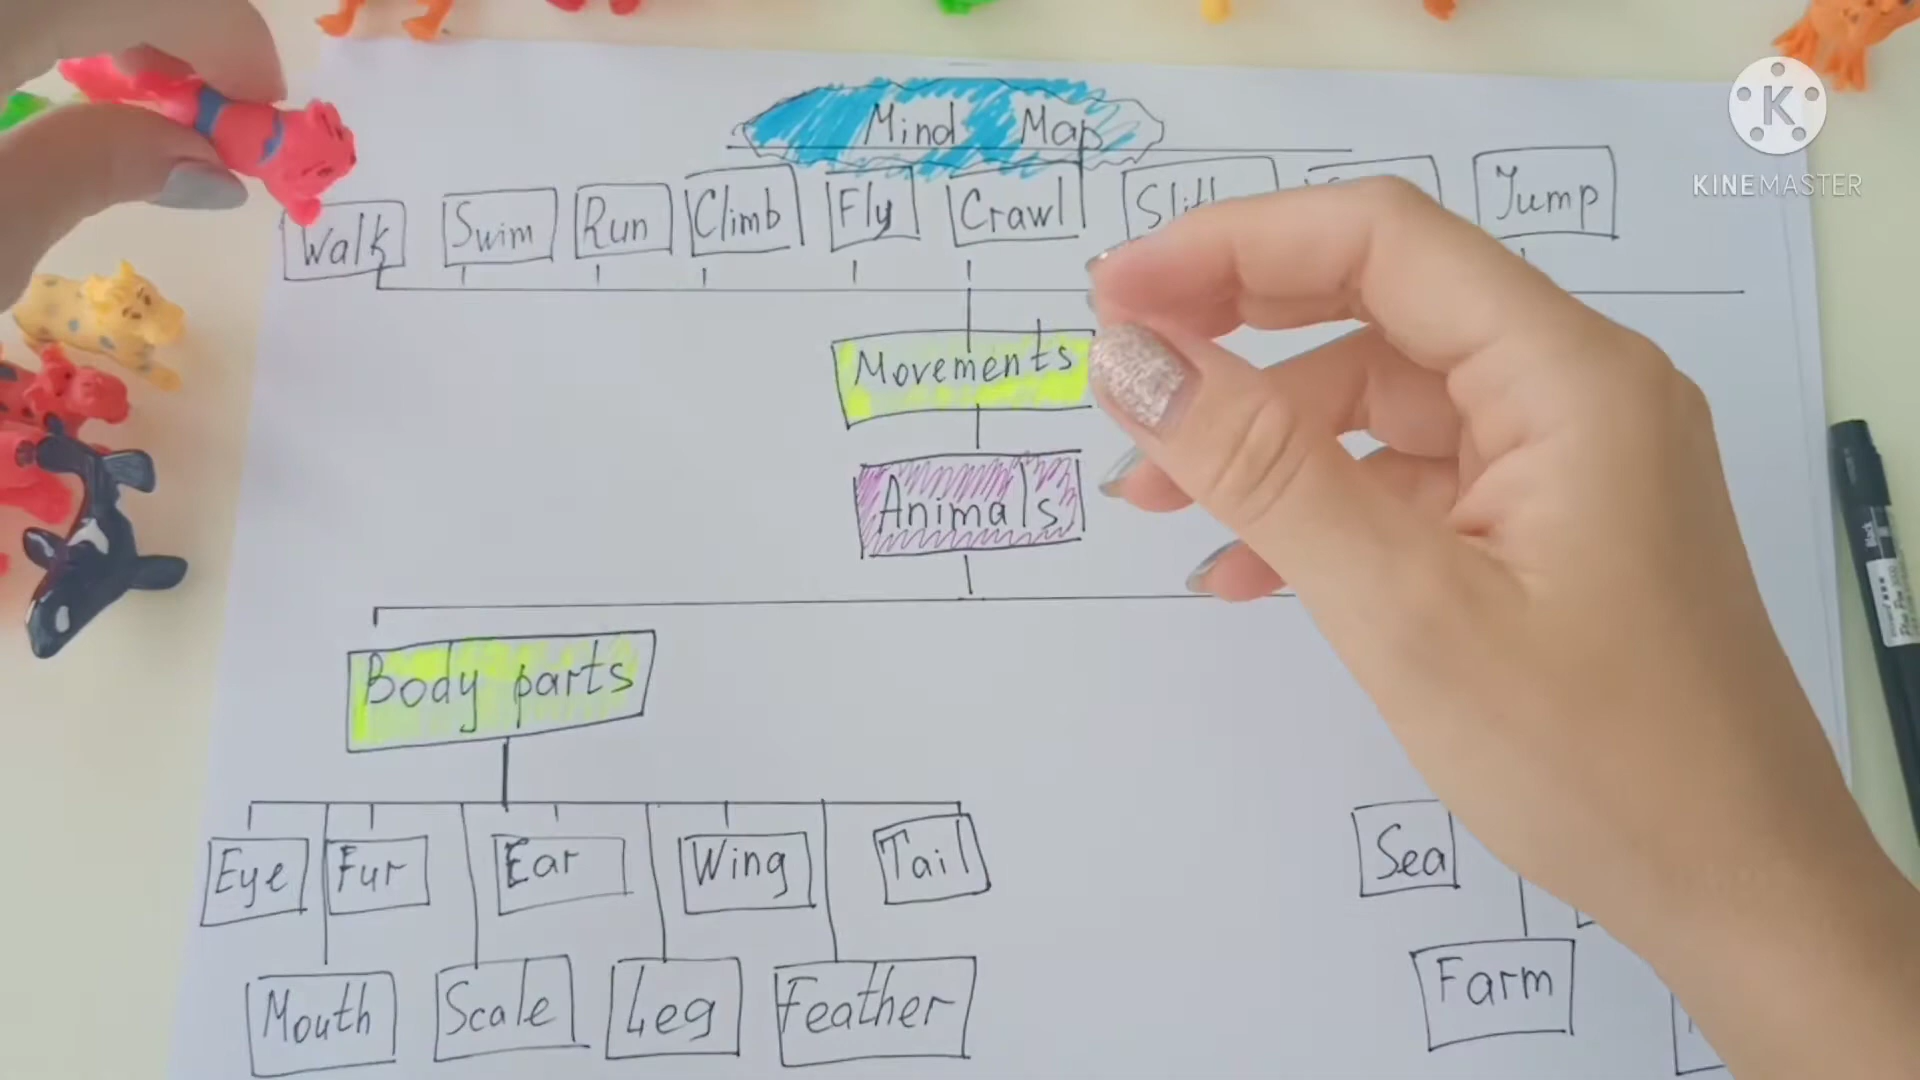 Mind Map
KINEMASTER
Walk
Swim
Run
Climb
Fly
Crawl
Jump
Movements
Animals
Body parts
Eye
Fur
Ear
Wing
Tail
Sea
Mouth
Scale
Leg
Feather
Farm
Black